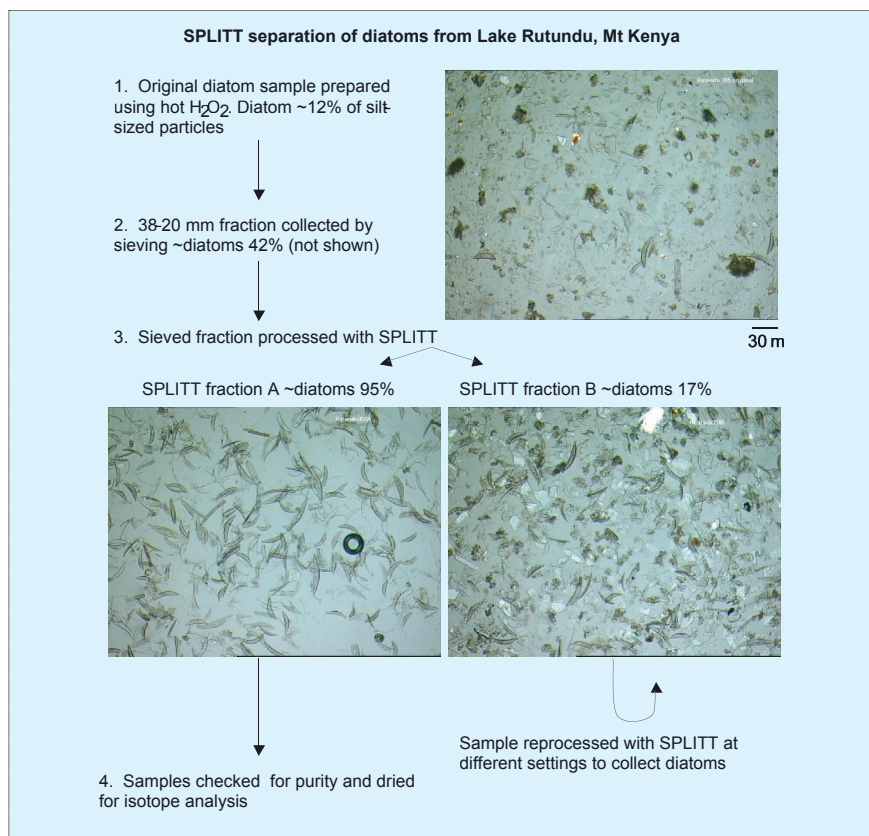 SPLITT separation of diatoms from Lake Rutundu, Mt Kenya
1. Original diatom sample prepared
using hot H2O2. Diatom ~12% of silt-
sized particles
2. 38-20 mm fraction collected by
sieving ~diatoms 42% (not shown)
3. Sieved fraction processed with SPLITT
30 m
SPLITT fraction A ~diatoms 95%
SPLITT fraction B ~diatoms 17%
Sample reprocessed with SPLITT at
different settings to collect diatoms
4. Samples checked for purity and dried
for isotope analysis